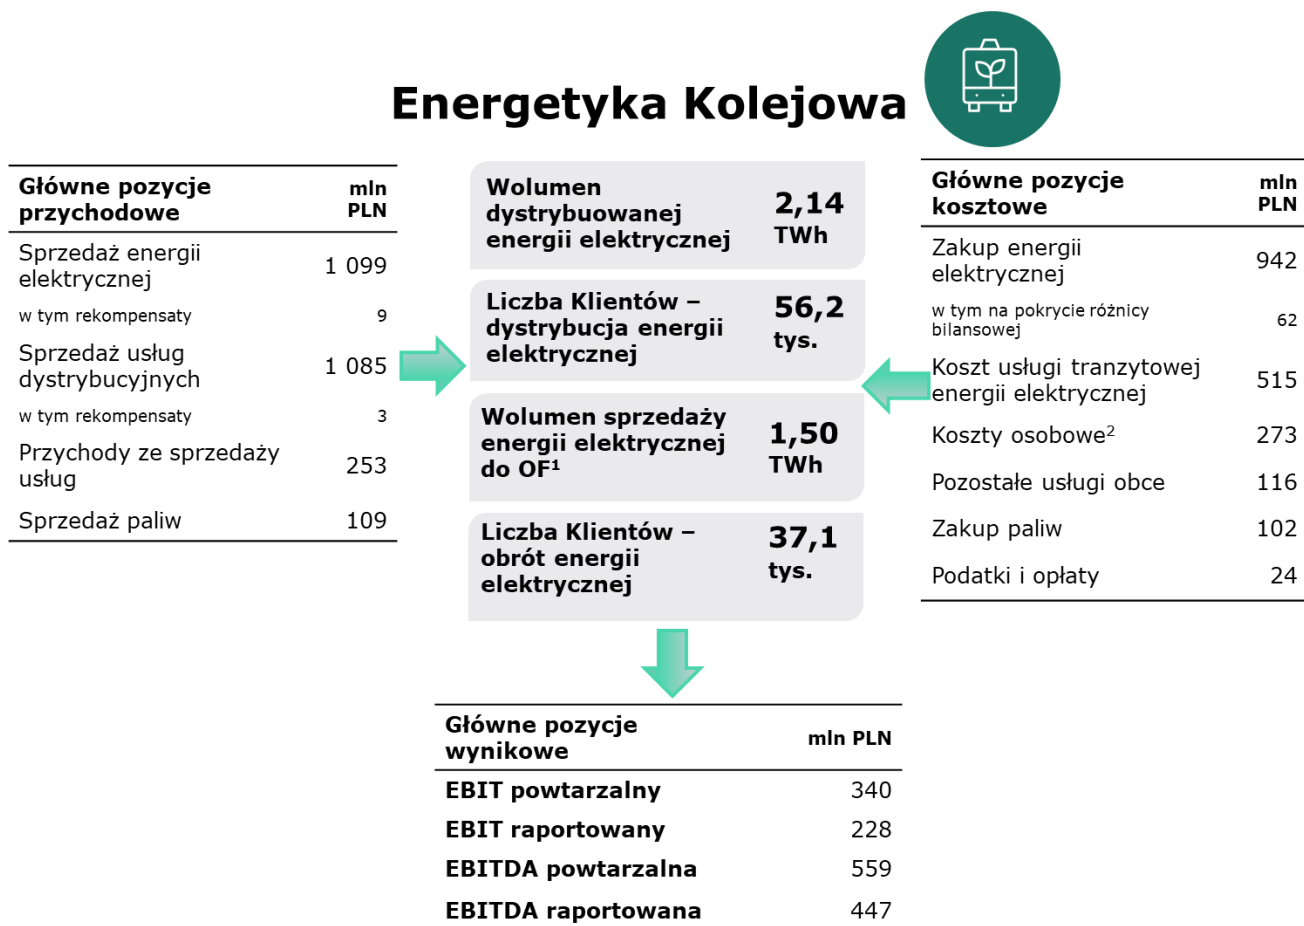 Energetyka Kolejowa
Główne pozycje
przychodowe
mln
PLN
Sprzedaż energii
elektrycznej
1 099
w tym rekompensaty 9
Sprzedaż usług
dystrybucyjnych
1 085
w tym rekompensaty 3
Przychody ze sprzedaży
usług
253
Sprzedaż paliw 109
Wolumen
dystrybuowanej
energii elektrycznej
2,14
TWh
Liczba Klientów –
dystrybucja energii
elektrycznej
56,2
tys.
Wolumen sprzedaży
energii elektrycznej
do OF¹
1,50
TWh
Liczba Klientów –
obrót energii
elektrycznej
37,1
tys.
Główne pozycje
kosztowe
mln
PLN
Zakup energii
elektrycznej
942
w tym na pokrycie różnicy
bilansowej
62
Koszt usługi tranzytowej
energii elektrycznej
515
Koszty osobowe² 273
Pozostałe usługi obce 116
Zakup paliw 102
Podatki i opłaty 24
Główne pozycje
wynikowe
mln PLN
EBIT powtarzalny 340
EBIT raportowany 228
EBITDA powtarzalna 559
EBITDA raportowana 447